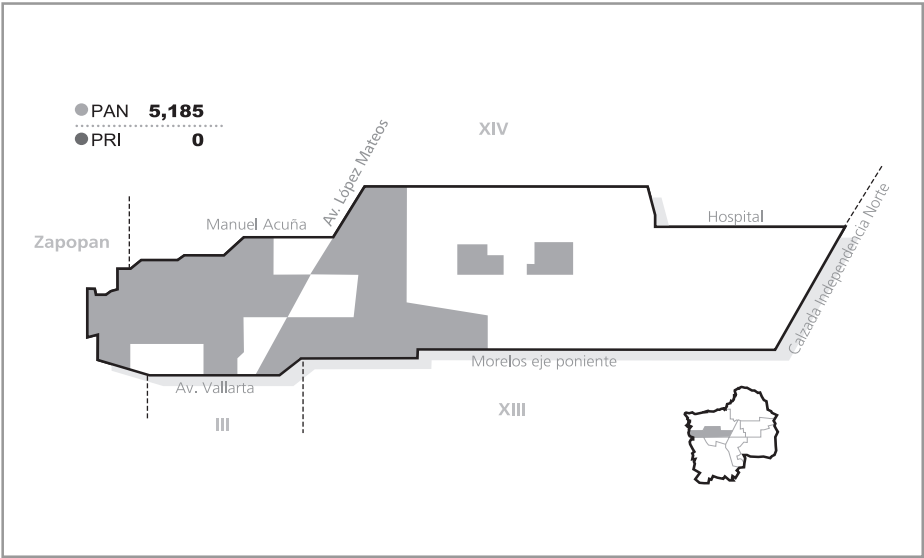 PAN 5,185
PRI 0
XIV
Av. López Mateos
Manuel Acuña
Hospital
Zapopan
Calzada Independencia Norte
Morelos eje poniente
Av. Vallarta
III
XIII